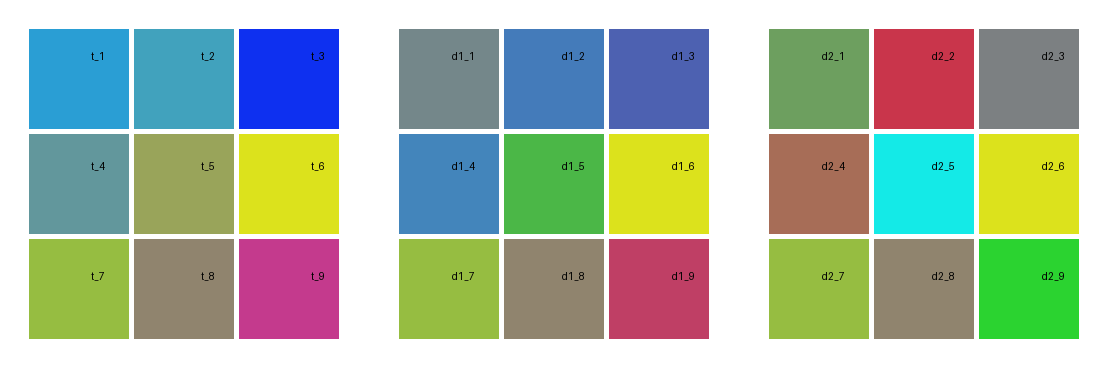 t_1 t_2 t_3 d1_1 d1_2 d1_3 d2_1 d2_2 d2_3
t_4 t_5 t_6 d1_4 d1_5 d1_6 d2_4 d2_5 d2_6
t_7 t_8 t_9 d1_7 d1_8 d1_9 d2_7 d2_8 d2_9